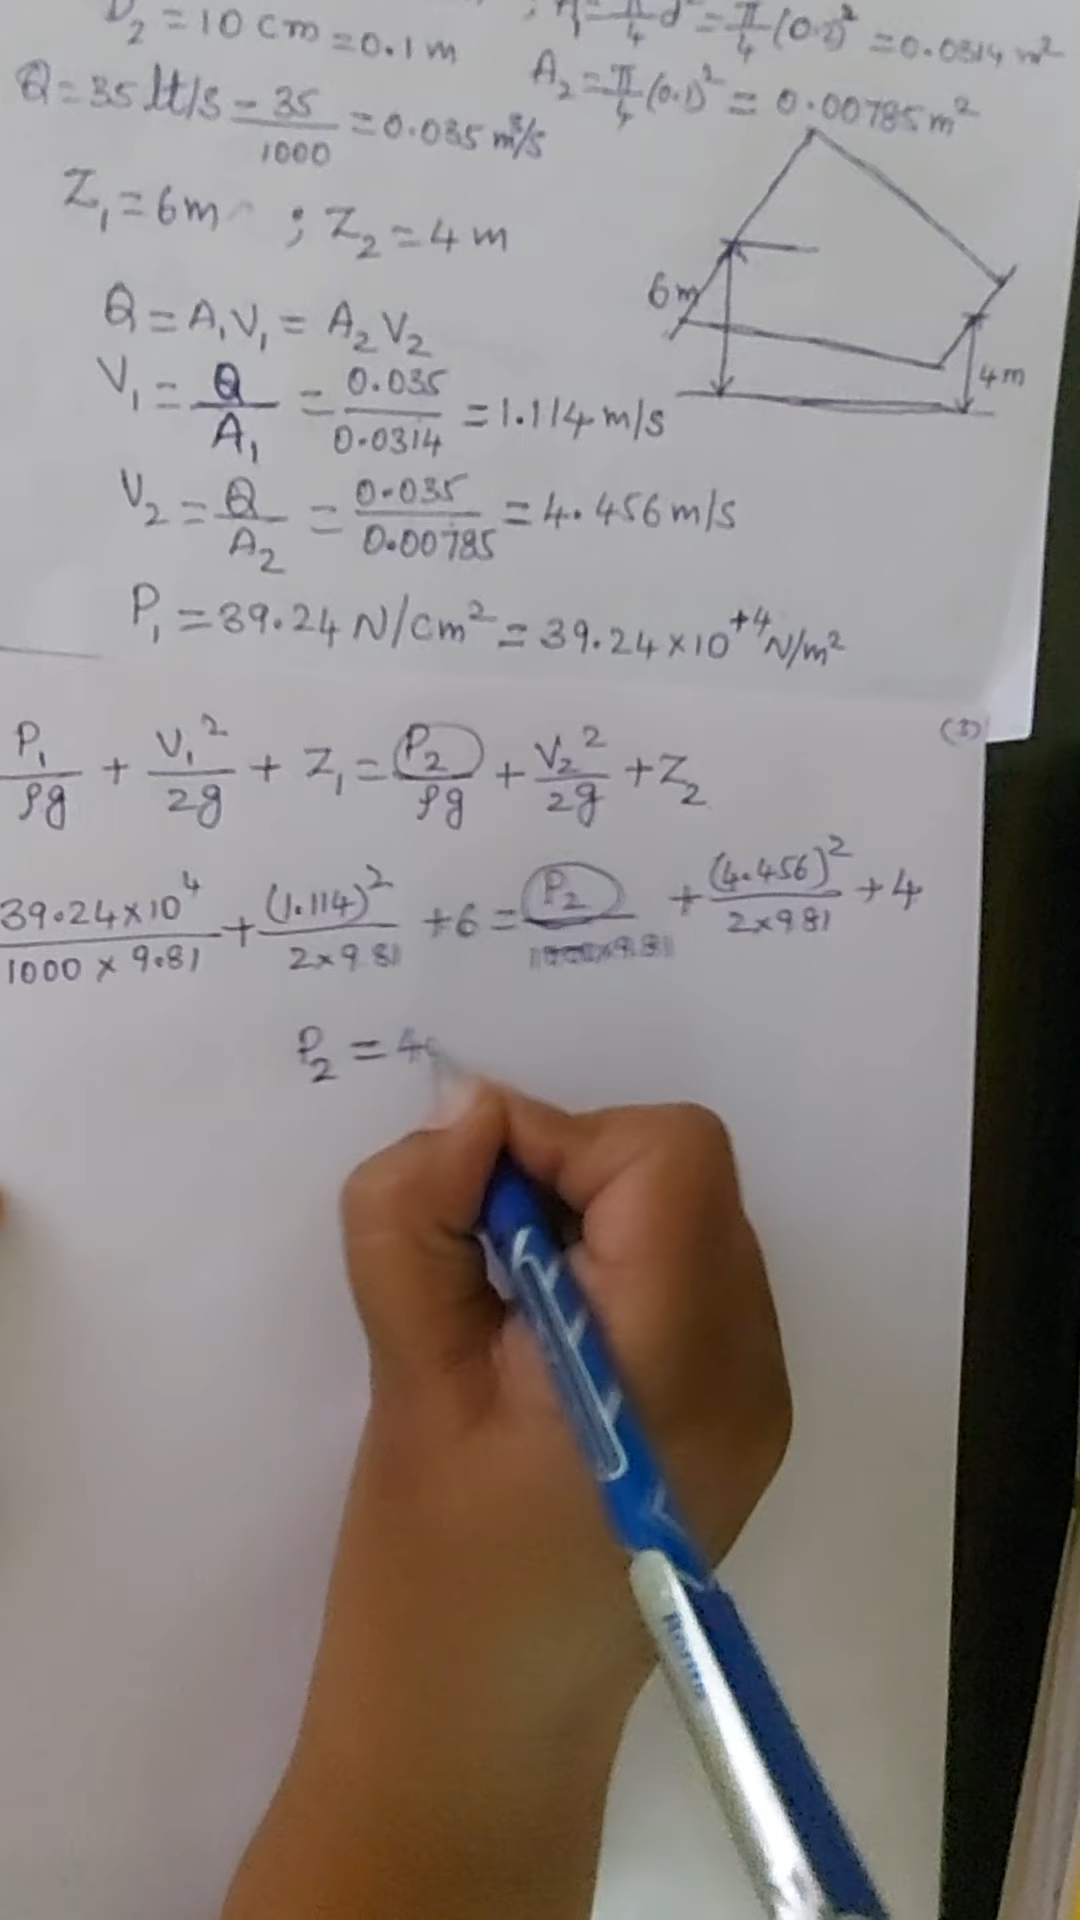 D₂ = 10 cm = 0.1 m
π/4 d² = π/4 (0.2)² = 0.0314 m²
Q = 35 lt/s = 35/1000 = 0.035 m³/s
A₂ = π/4 (0.1)² = 0.00785 m²
Z₁ = 6m ; Z₂ = 4 m
6m
4m
Q = A₁V₁ = A₂V₂
V₁ = Q/A₁ = 0.035/0.0314 = 1.114 m/s
V₂ = Q/A₂ = 0.035/0.00785 = 4.456 m/s
P₁ = 39.24 N/cm² = 39.24 × 10⁺⁴ N/m²
(3)
P₁/ρg + V₁²/2g + Z₁ = P₂/ρg + V₂²/2g + Z₂
39.24×10⁴/1000 × 9.81 + (1.114)²/2×9.81 + 6 = P₂/1000×9.81 + (4.456)²/2×981 + 4
P₂ = 4